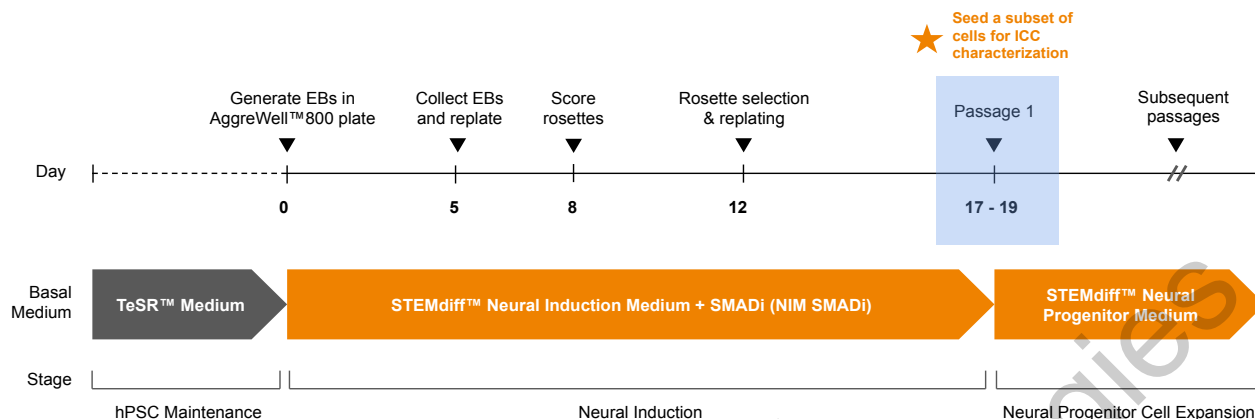 Seed a subset of
cells for ICC
characterization
Generate EBs in
AggreWell™800 plate
Collect EBs
and replate
Score
rosettes
Rosette selection
& replating
Passage 1
Subsequent
passages
Day
0
5
8
12
17 - 19
Basal
Medium
TeSR™ Medium
STEMdiff™ Neural Induction Medium + SMADi (NIM SMADi)
STEMdiff™ Neural
Progenitor Medium
Stage
hPSC Maintenance
Neural Induction
Neural Progenitor Cell Expansion